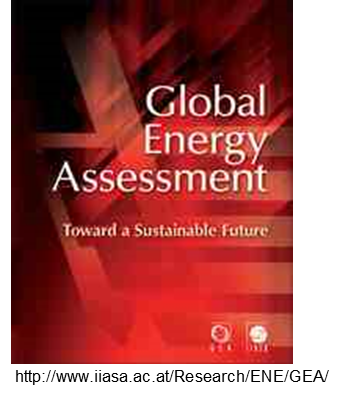 Global
Energy
Assessment
Toward a Sustainable Future
G E A
http://www.iiasa.ac.at/Research/ENE/GEA/